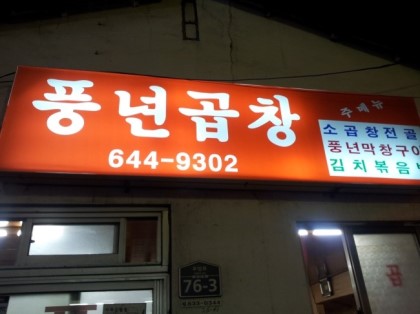 풍년곱창
644-9302
주메뉴
소곱창전골
풍년막창구이
김치볶음
76-3
곱